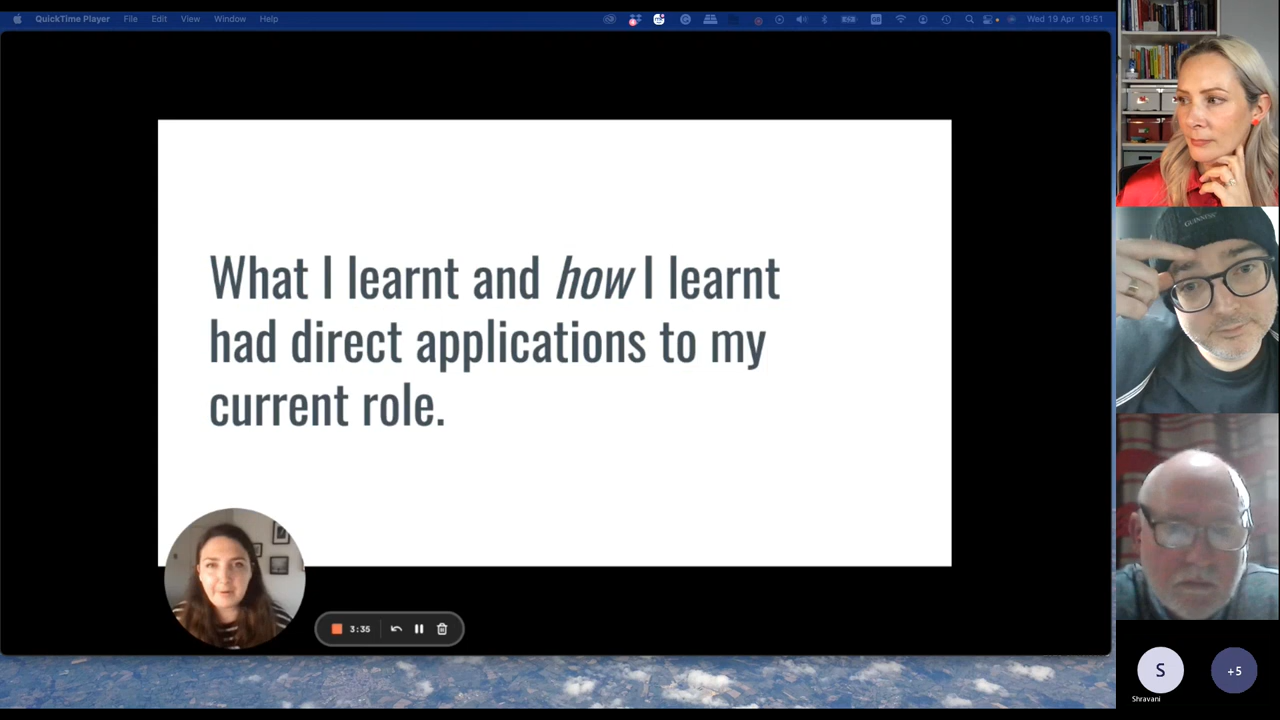 QuickTime Player File Edit View Window Help Wed 19 Apr 19:51
GUINNESS
What I learnt and how I learnt
had direct applications to my
current role.
3:35
S
+5
Shravani